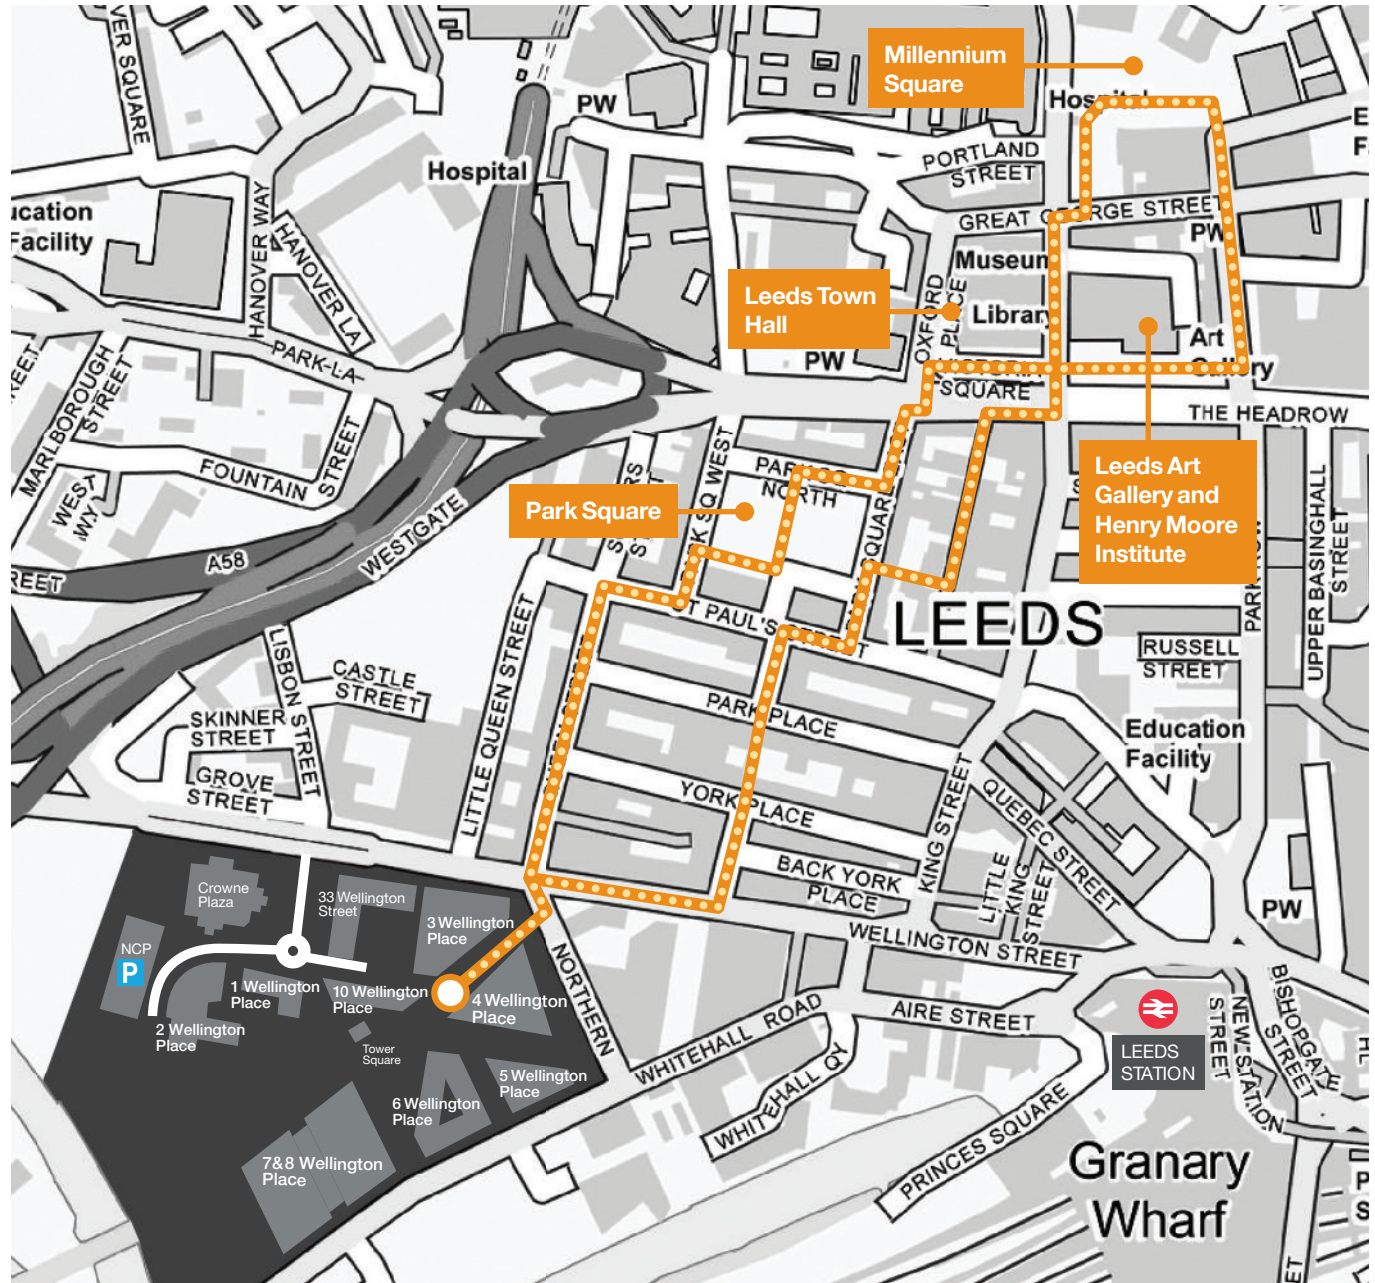 Millennium
Square
PW
Hospital
PORTLAND
STREET
Hospital
GREAT GEORGE STREET
PW
HANOVER WAY
HANOVER LA
Facility
Museum
Leeds Town
Hall
OXFORD
PLACE
Library
PW
Art
Gallery
SQUARE
THE HEADROW
PARK-LA
MARLBOROUGH
STREET
FOUNTAIN
STREET
WEST
A58
WESTGATE
Park Square
NORTH
Leeds Art
Gallery and
Henry Moore
Institute
UPPER BASINGHALL
STREET
LEEDS
RUSSELL
STREET
LISBON STREET
CASTLE
STREET
SKINNER
STREET
GROVE
STREET
LITTLE QUEEN STREET
PARK PLACE
YORK PLACE
BACK YORK
PLACE
KING STREET
QUEBEC STREET
LITTLE
KING
STREET
Education
Facility
PW
WELLINGTON STREET
Crowne
Plaza
33 Wellington
Street
3 Wellington
Place
NCP
P
1 Wellington
Place
10 Wellington
Place
4 Wellington
Place
2 Wellington
Place
Tower
Square
5 Wellington
Place
6 Wellington
Place
7&8 Wellington
Place
NORTHERN
WHITEHALL ROAD
AIRE STREET
WHITEHALL QY
PRINCES SQUARE
LEEDS
STATION
NEW STATION
STREET
BISHOPGATE
STREET
Granary
Wharf